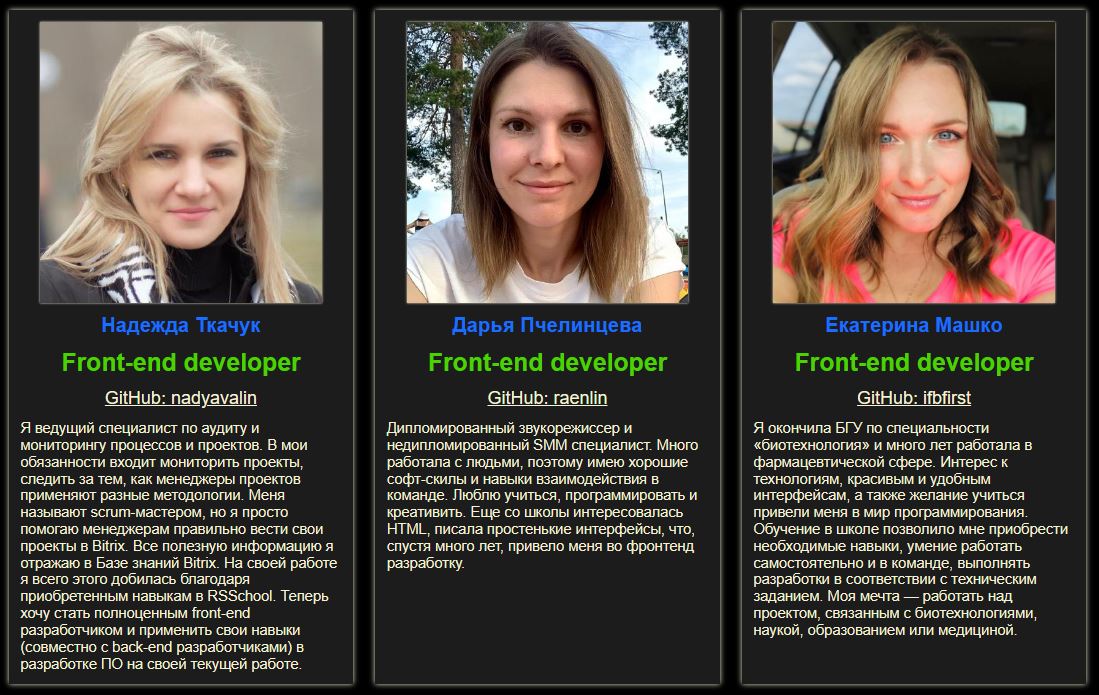 Надежда Ткачук
Front-end developer
GitHub: nadyavalin
Я ведущий специалист по аудиту и
мониторингу процессов и проектов. В мои
обязанности входит мониторить проекты,
следить за тем, как менеджеры проектов
применяют разные методологии. Меня
называют scrum-мастером, но я просто
помогаю менеджерам правильно вести свои
проекты в Bitrix. Все полезную информацию я
отражаю в Базе знаний Bitrix. На своей работе
я всего этого добилась благодаря
приобретенным навыкам в RSSchool. Теперь
хочу стать полноценным front-end
разработчиком и применить свои навыки
(совместно с back-end разработчиками) в
разработке ПО на своей текущей работе.
Дарья Пчелинцева
Front-end developer
GitHub: raenlin
Дипломированный звукорежиссер и
недипломированный SMM специалист. Много
работала с людьми, поэтому имею хорошие
софт-скилы и навыки взаимодействия в
команде. Люблю учиться, программировать и
креативить. Еще со школы интересовалась
HTML, писала простенькие интерфейсы, что,
спустя много лет, привело меня во фронтенд
разработку.
Екатерина Машко
Front-end developer
GitHub: ifbfirst
Я окончила БГУ по специальности
«биотехнология» и много лет работала в
фармацевтической сфере. Интерес к
технологиям, красивым и удобным
интерфейсам, а также желание учиться
привели меня в мир программирования.
Обучение в школе позволило мне приобрести
необходимые навыки, умение работать
самостоятельно и в команде, выполнять
разработки в соответствии с техническим
заданием. Моя мечта — работать над
проектом, связанным с биотехнологиями,
наукой, образованием или медициной.